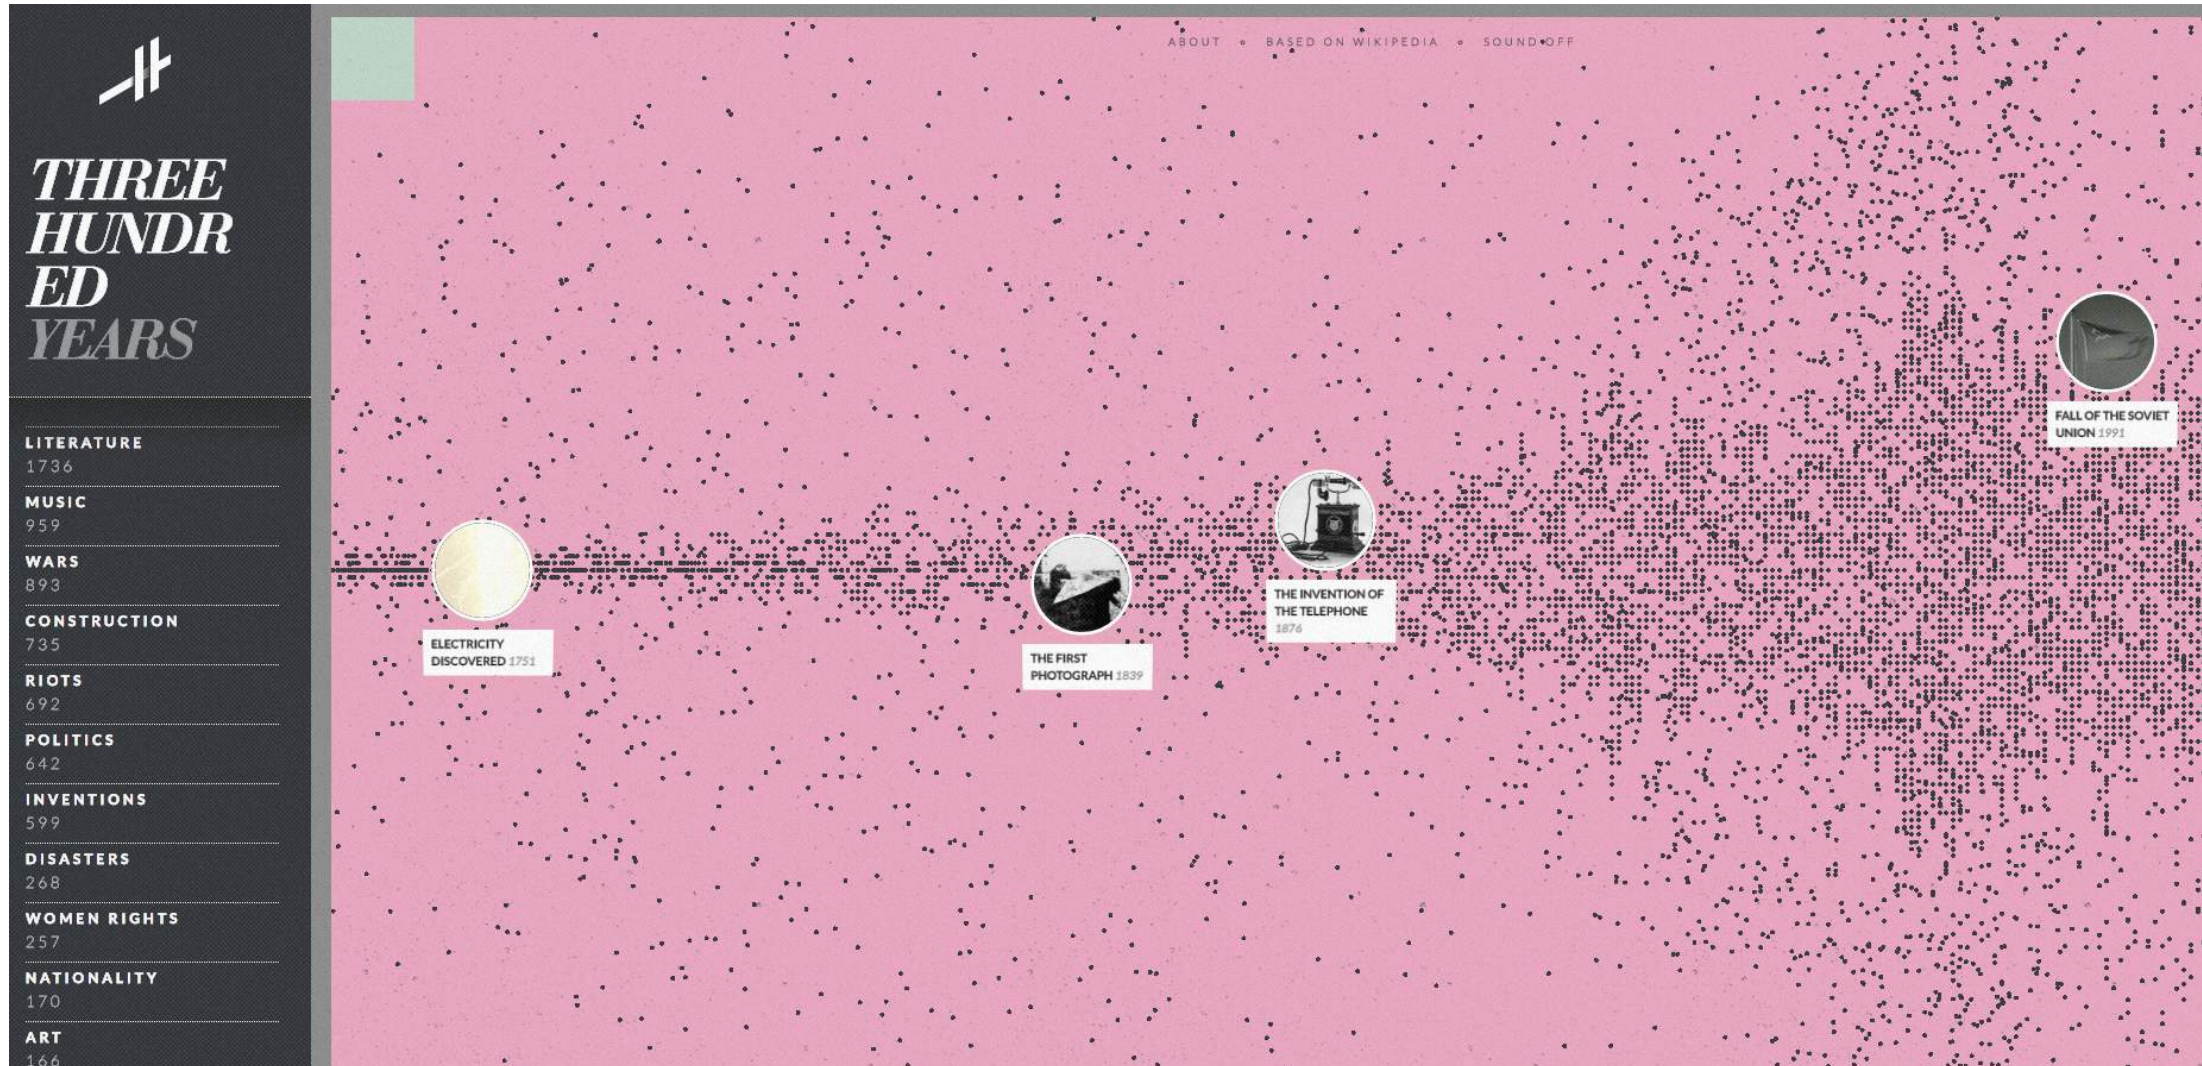 THREE
HUNDR
ED
YEARS
LITERATURE
1736
MUSIC
959
WARS
893
CONSTRUCTION
735
RIOTS
692
POLITICS
642
INVENTIONS
599
DISASTERS
268
WOMEN RIGHTS
257
NATIONALITY
170
ART
166
ABOUT BASED ON WIKIPEDIA SOUND OFF
ELECTRICITY
DISCOVERED 1751
THE FIRST
PHOTOGRAPH 1839
THE INVENTION OF
THE TELEPHONE
1876
FALL OF THE SOVIET
UNION 1991